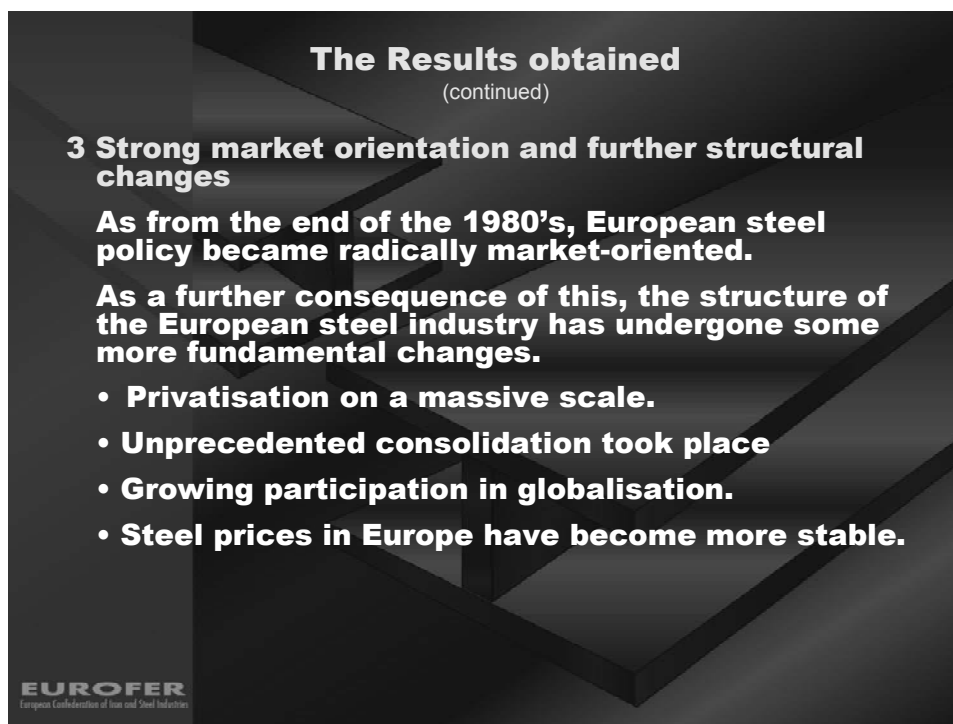 The Results obtained
(continued)
3 Strong market orientation and further structural
changes
As from the end of the 1980's, European steel
policy became radically market-oriented.
As a further consequence of this, the structure of
the European steel industry has undergone some
more fundamental changes.
• Privatisation on a massive scale.
• Unprecedented consolidation took place
• Growing participation in globalisation.
• Steel prices in Europe have become more stable.
EUROFER
European Confederation of Iron and Steel Industries